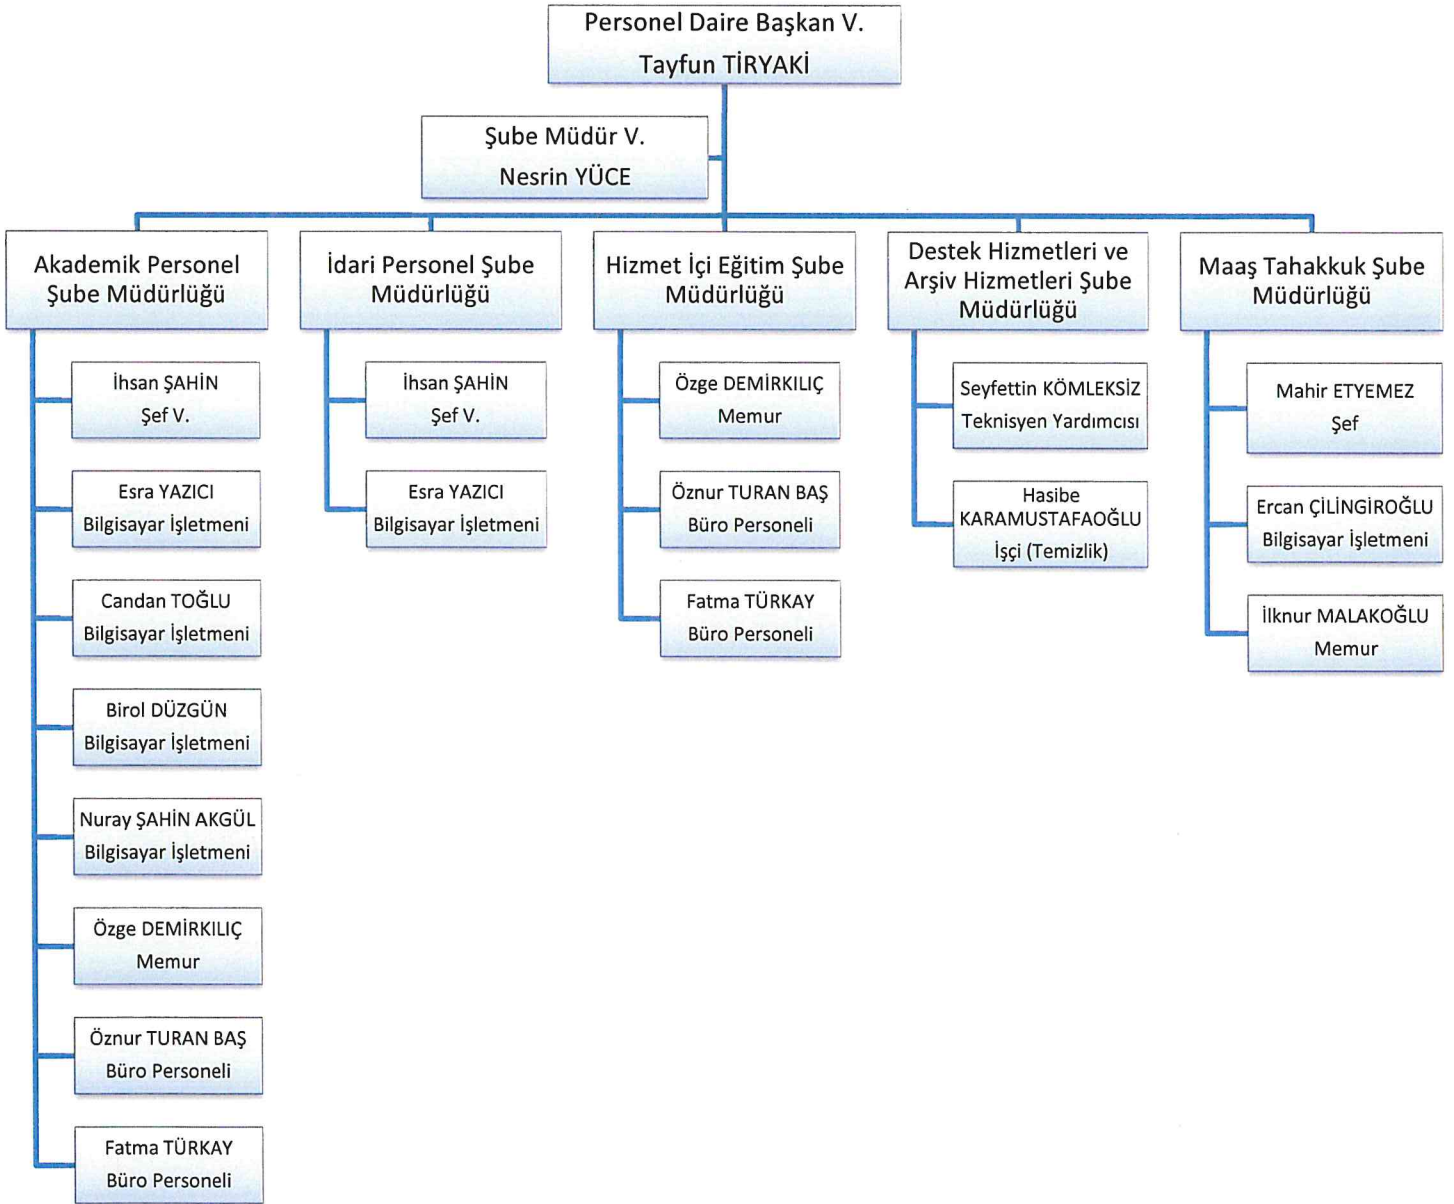 Personel Daire Başkan V.
Tayfun TİRYAKİ
Şube Müdür V.
Nesrin YÜCE
Akademik Personel
Şube Müdürlüğü
İhsan ŞAHİN
Şef V.
Esra YAZICI
Bilgisayar İşletmeni
Candan TOĞLU
Bilgisayar İşletmeni
Birol DÜZGÜN
Bilgisayar İşletmeni
Nuray ŞAHİN AKGÜL
Bilgisayar İşletmeni
Özge DEMİRKILIÇ
Memur
Öznur TURAN BAŞ
Büro Personeli
Fatma TÜRKAY
Büro Personeli
İdari Personel Şube
Müdürlüğü
İhsan ŞAHİN
Şef V.
Esra YAZICI
Bilgisayar İşletmeni
Hizmet İçi Eğitim Şube
Müdürlüğü
Özge DEMİRKILIÇ
Memur
Öznur TURAN BAŞ
Büro Personeli
Fatma TÜRKAY
Büro Personeli
Destek Hizmetleri ve
Arşiv Hizmetleri Şube
Müdürlüğü
Seyfettin KÖMLEKSİZ
Teknisyen Yardımcısı
Hasibe
KARAMUSTAFAOĞLU
İşçi (Temizlik)
Maaş Tahakkuk Şube
Müdürlüğü
Mahir ETYEMEZ
Şef
Ercan ÇİLİNGİROĞLU
Bilgisayar İşletmeni
İlknur MALAKOĞLU
Memur